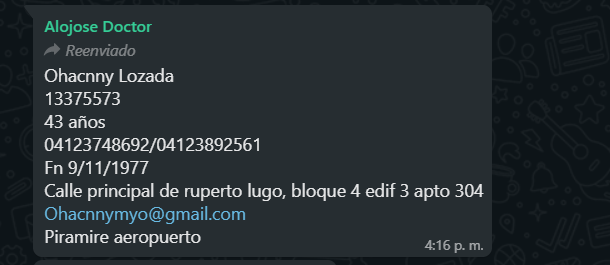 Alojose Doctor
Reenviado
Ohacnny Lozada
13375573
43 años
04123748692/04123892561
Fn 9/11/1977
Calle principal de ruperto lugo, bloque 4 edif 3 apto 304
Ohacnnymyo@gmail.com
Piramire aeropuerto
4:16 p. m.